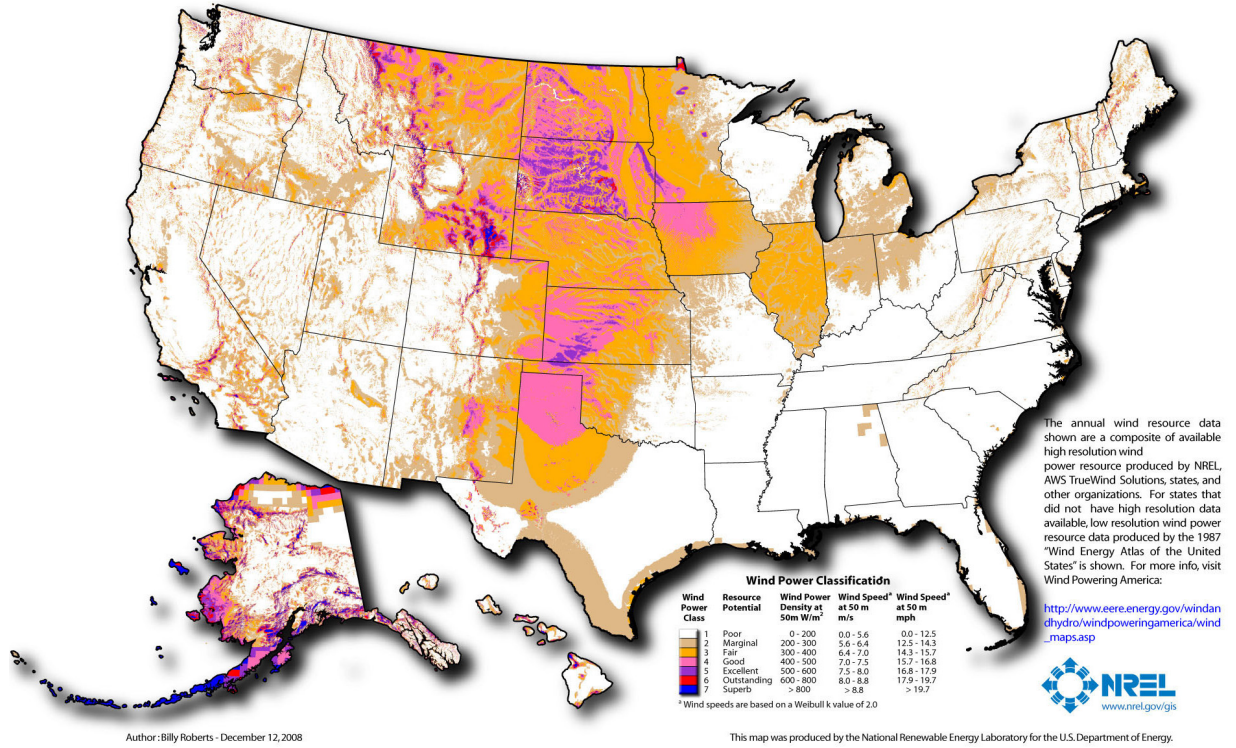 The annual wind resource data
shown are a composite of available
high resolution wind
power resource produced by NREL,
AWS TrueWind Solutions, states, and
other organizations. For states that
did not have high resolution data
available, low resolution wind power
resource data produced by the 1987
"Wind Energy Atlas of the United
States" is shown. For more info, visit
Wind Powering America:
http://www.eere.energy.gov/windan
dhydro/windpoweringamerica/wind
_maps.asp
Wind Power Classification
Wind Resource Wind Power Wind Speedª Wind Speedª
Power Potential Density at at 50 m at 50 m
Class 50m W/m² m/s mph
1 Poor 0 - 200 0.0 - 5.6 0.0 - 12.5
2 Marginal 200 - 300 5.6 - 6.4 12.5 - 14.3
3 Fair 300 - 400 6.4 - 7.0 14.3 - 15.7
4 Good 400 - 500 7.0 - 7.5 15.7 - 16.8
5 Excellent 500 - 600 7.5 - 8.0 16.8 - 17.9
6 Outstanding 600 - 800 8.0 - 8.8 17.9 - 19.7
7 Superb > 800 > 8.8 > 19.7
ª Wind speeds are based on a Weibull k value of 2.0
NREL
www.nrel.gov/gis
Author : Billy Roberts - December 12, 2008
This map was produced by the National Renewable Energy Laboratory for the U.S. Department of Energy.